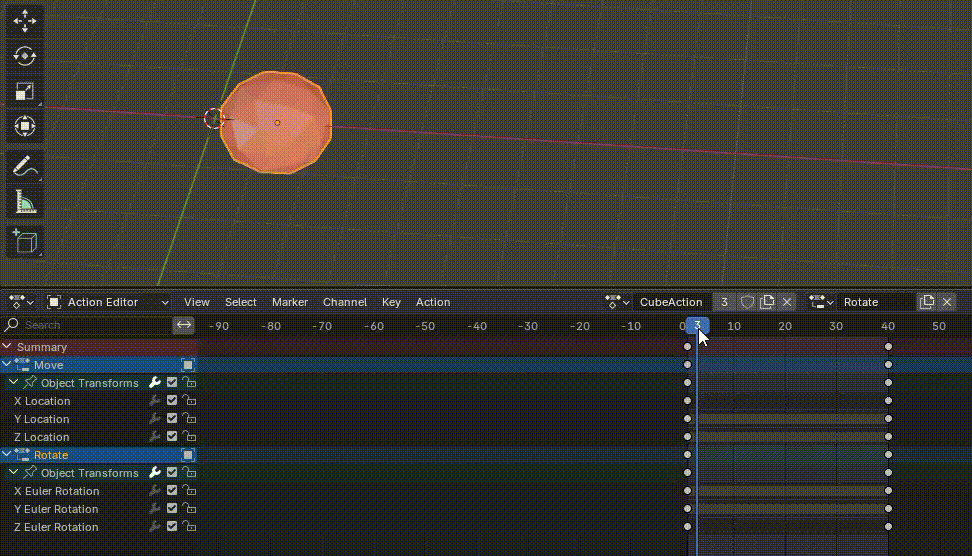 Action Editor View Select Marker Channel Key Action CubeAction 3 Rotate
Search -90 -80 -70 -60 -50 -40 -30 -20 -10 0 3 10 20 30 40 50
Summary
Move
Object Transforms
X Location
Y Location
Z Location
Rotate
Object Transforms
X Euler Rotation
Y Euler Rotation
Z Euler Rotation